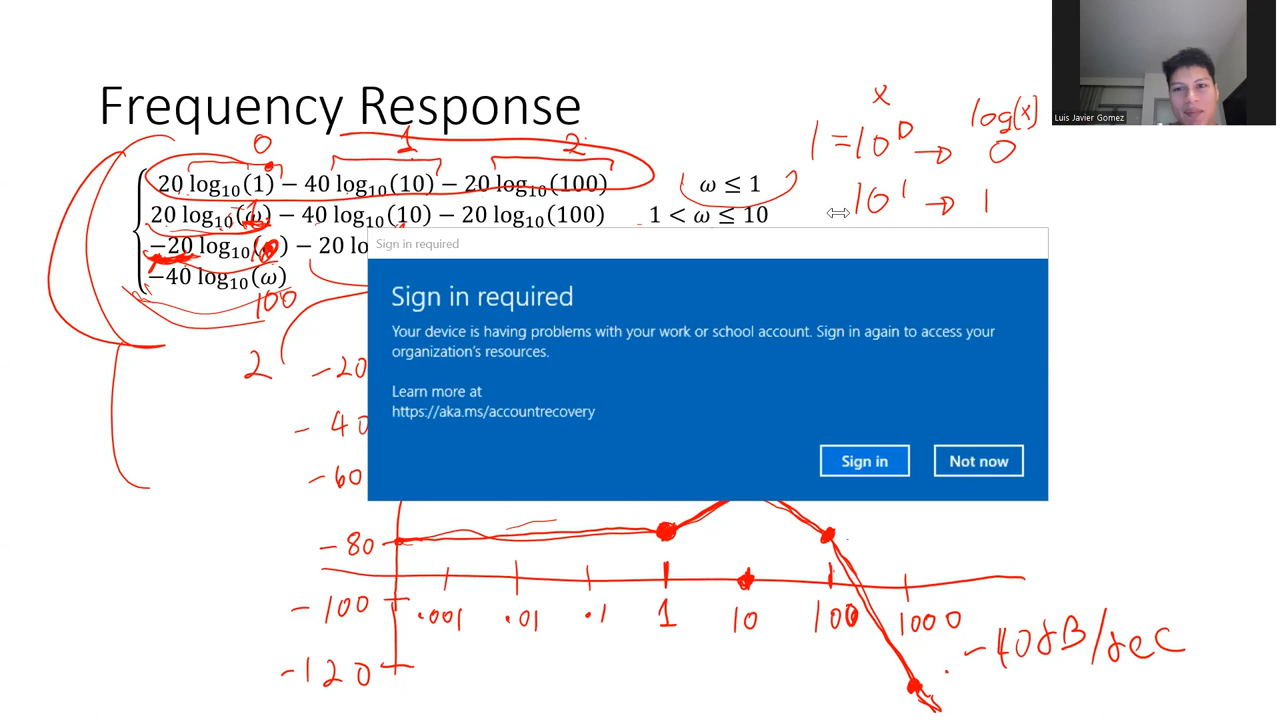 Luis Javier Gomez
Frequency Response
x
log(x)
1 = 10^0 → 0
10^1 → 1
0 1 2
20 log₁₀(1) − 40 log₁₀(10) − 20 log₁₀(100) ω ≤ 1
20 log₁₀(ω) − 40 log₁₀(10) − 20 log₁₀(100) 1 < ω ≤ 10
−20 log₁₀( ) − 20 lo
−40 log₁₀(ω)
100
2
Sign in required
Sign in required
Your device is having problems with your work or school account. Sign in again to access your
organization's resources.
Learn more at
https://aka.ms/accountrecovery
Sign in Not now
-20
-40
-60
-80
-100
-120
.001 .01 .1 1 10 100 1000
-40dB/dec